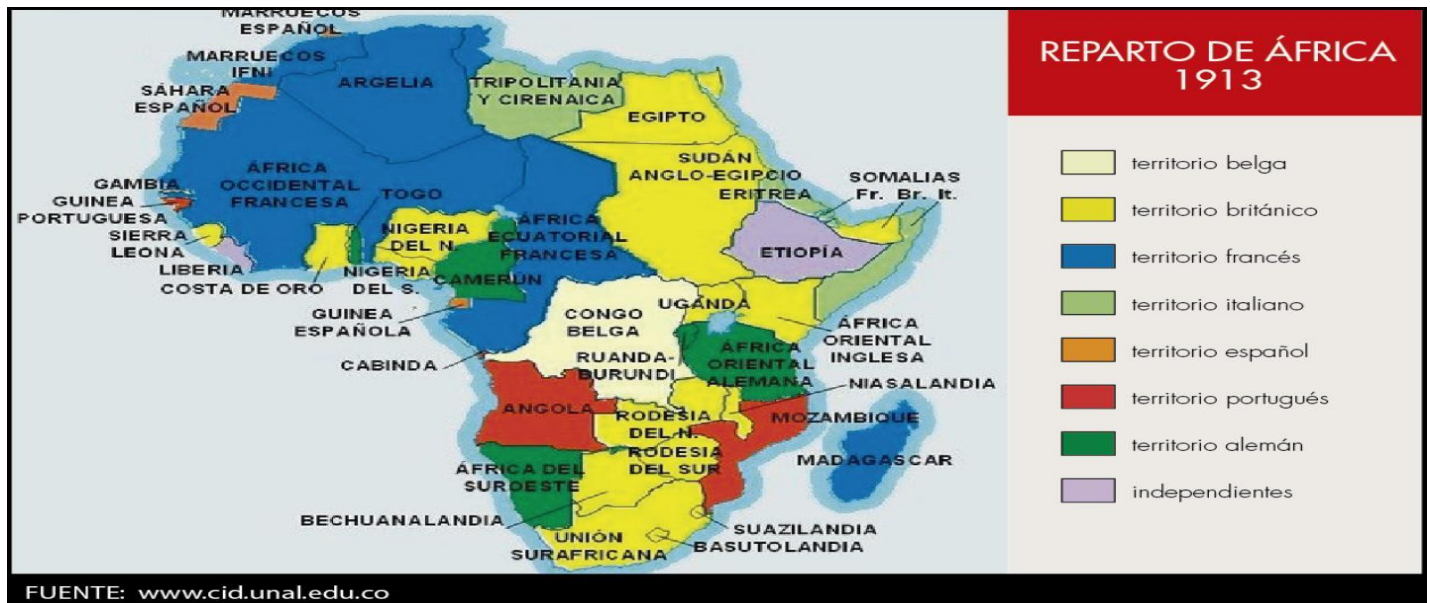 MARRUECOS
ESPAÑOL
MARRUECOS
IFNI
SÁHARA
ESPAÑOL
ARGELIA
TRIPOLITANIA
Y CIRENAICA
EGIPTO
ÁFRICA
OCCIDENTAL
FRANCESA
SUDÁN
ANGLO-EGIPCIO
ERITREA
SOMALIAS
Fr. Br. It.
GAMBIA
GUINEA
PORTUGUESA
SIERRA
LEONA
LIBERIA
COSTA DE ORO
TOGO
NIGERIA
DEL N.
NIGERIA
DEL S.
ÁFRICA
ECUATORIAL
FRANCESA
CAMERÚN
ETIOPÍA
GUINEA
ESPAÑOLA
CABINDA
CONGO
BELGA
UGANDA
ÁFRICA
ORIENTAL
INGLESA
RUANDA-
BURUNDI
ÁFRICA
ORIENTAL
ALEMANA
NIASALANDIA
ANGOLA
RODESIA
DEL N.
MOZAMBIQUE
RODESIA
DEL SUR
MADAGASCAR
ÁFRICA DEL
SUROESTE
BECHUANALANDIA
UNIÓN
SURAFRICANA
SUAZILANDIA
BASUTOLANDIA
REPARTO DE ÁFRICA
1913
territorio belga
territorio británico
territorio francés
territorio italiano
territorio español
territorio portugués
territorio alemán
independientes
FUENTE: www.cid.unal.edu.co